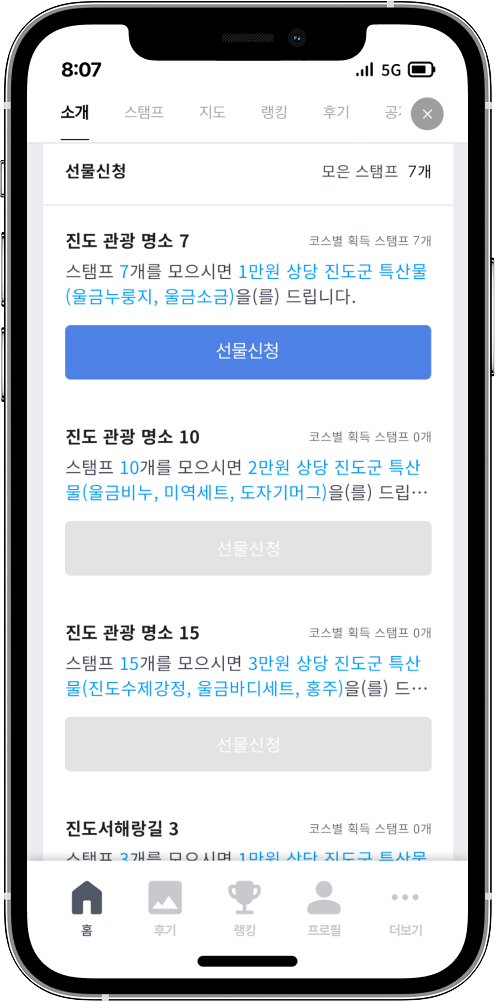 8:07 5G
소개 스탬프 지도 랭킹 후기
선물신청 모은 스탬프 7개
진도 관광 명소 7 코스별 획득 스탬프 7개
스탬프 7개를 모으시면 1만원 상당 진도군 특산물
(울금누룽지, 울금소금)을(를) 드립니다.
선물신청
진도 관광 명소 10 코스별 획득 스탬프 0개
스탬프 10개를 모으시면 2만원 상당 진도군 특산
물(울금비누, 미역세트, 도자기머그)을(를) 드립…
선물신청
진도 관광 명소 15 코스별 획득 스탬프 0개
스탬프 15개를 모으시면 3만원 상당 진도군 특산
물(진도수제강정, 울금바디세트, 홍주)을(를) 드…
선물신청
진도서해랑길 3 코스별 획득 스탬프 0개
스탬프 3개를 모으시면 1만원 상당 진도군 특산물
홈 후기 랭킹 프로필 더보기